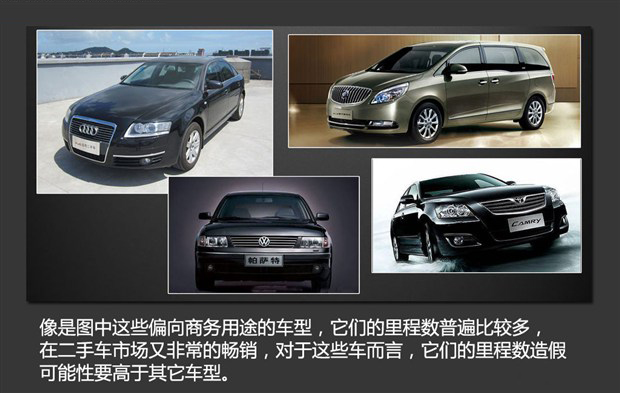 帕萨特
CAMRY
像是图中这些偏向商务用途的车型，它们的里程数普遍比较多，
在二手车市场又非常的畅销，对于这些车而言，它们的里程数造假
可能性要高于其它车型。